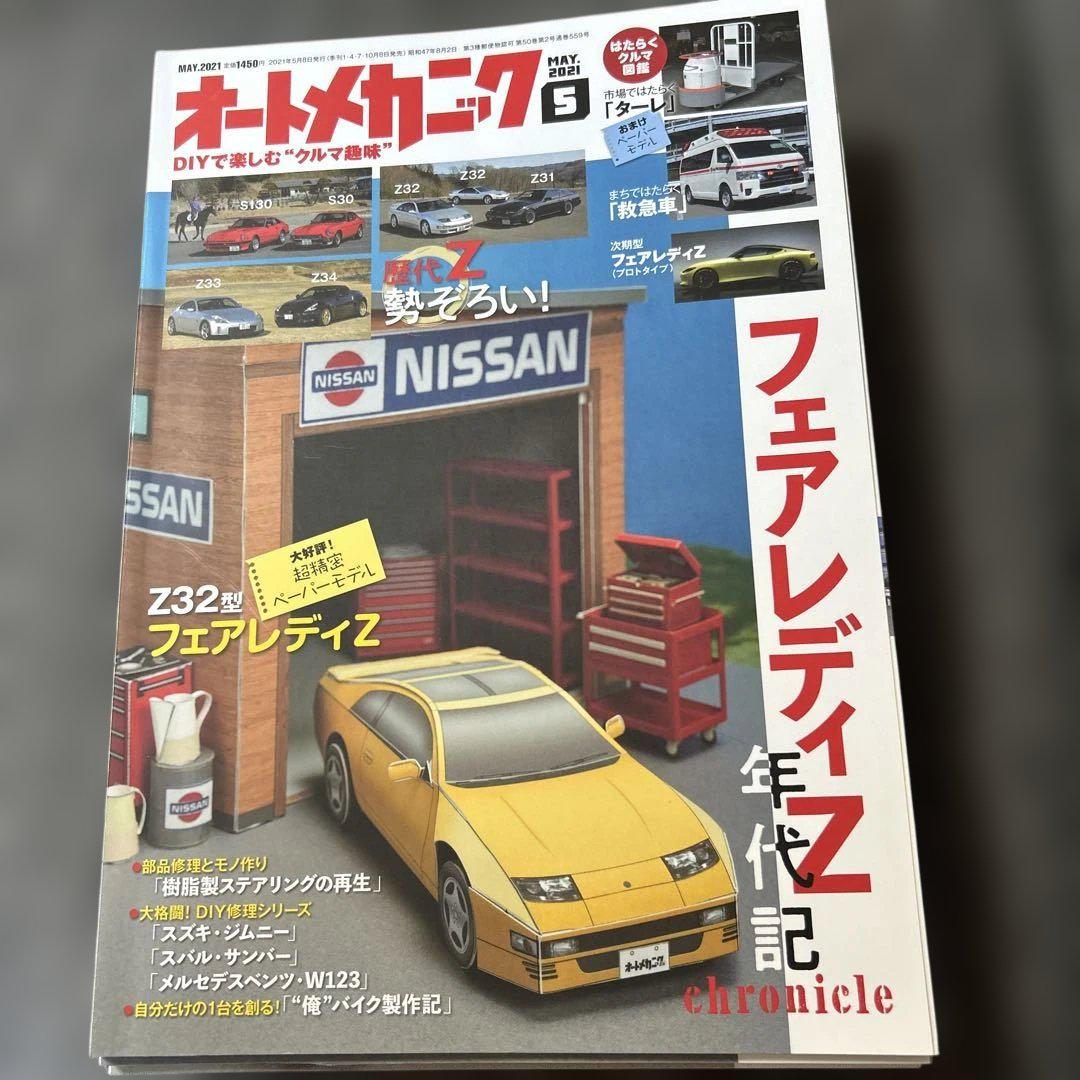 MAY.2021 定価1450円 2021年5月8日発行(季刊1・4・7・10月8日発売) 昭和47年8月2日 第3種郵便物認可 第50巻第2号通巻559号
オートメカニック
MAY.
2021
5
DIYで楽しむ“クルマ趣味”
はたらく
クルマ
図鑑
市場ではたらく
「ターレ」
おまけ
ペーパー
モデル
まちではたらく
「救急車」
次期型
フェアレディZ
(プロトタイプ)
S130
S30
Z32
Z32
Z31
Z33
Z34
歴代Z
勢ぞろい!
NISSAN
NISSAN
SSAN
フェアレディZ
年代記
chronicle
大好評!
超精密
ペーパーモデル
Z32型
フェアレディZ
NISSAN
オートメカニック
●部品修理とモノ作り
「樹脂製ステアリングの再生」
●大格闘! DIY修理シリーズ
「スズキ・ジムニー」
「スバル・サンバー」
「メルセデスベンツ・W123」
●自分だけの1台を創る!「“俺”バイク製作記」